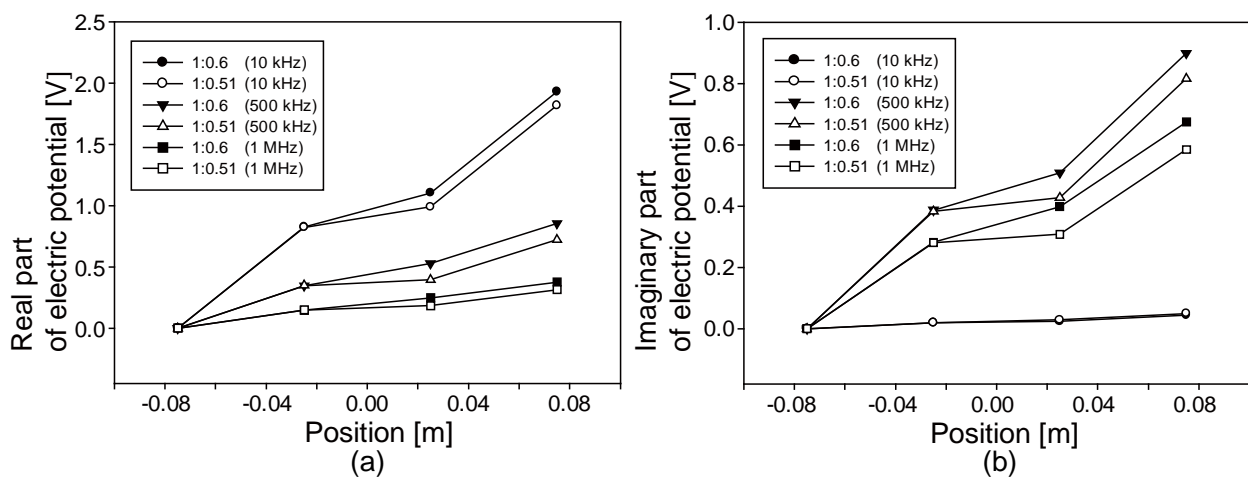 2.5
2.0
1.5
1.0
0.5
0.0
Real part
of electric potential [V]
1:0.6 (10 kHz)
1:0.51 (10 kHz)
1:0.6 (500 kHz)
1:0.51 (500 kHz)
1:0.6 (1 MHz)
1:0.51 (1 MHz)
-0.08 -0.04 0.00 0.04 0.08
Position [m]
(a)
1.0
0.8
0.6
0.4
0.2
0.0
Imaginary part
of electric potential [V]
1:0.6 (10 kHz)
1:0.51 (10 kHz)
1:0.6 (500 kHz)
1:0.51 (500 kHz)
1:0.6 (1 MHz)
1:0.51 (1 MHz)
-0.08 -0.04 0.00 0.04 0.08
Position [m]
(b)